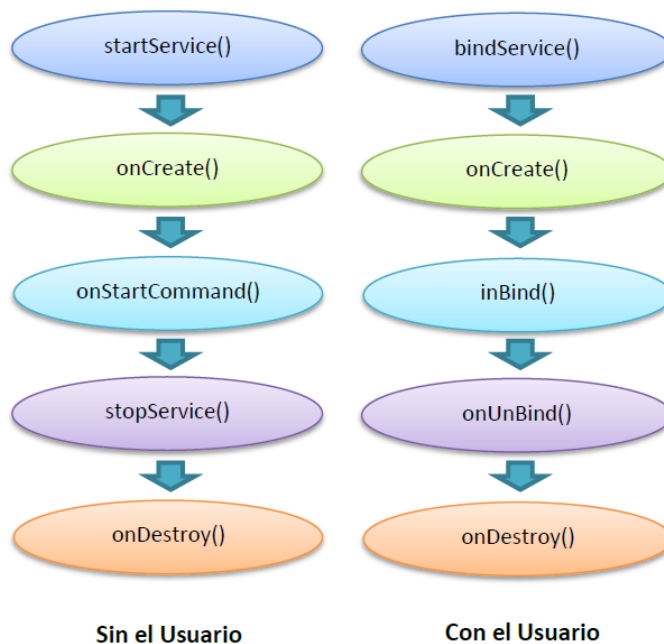 startService()
onCreate()
onStartCommand()
stopService()
onDestroy()
Sin el Usuario
bindService()
onCreate()
inBind()
onUnBind()
onDestroy()
Con el Usuario